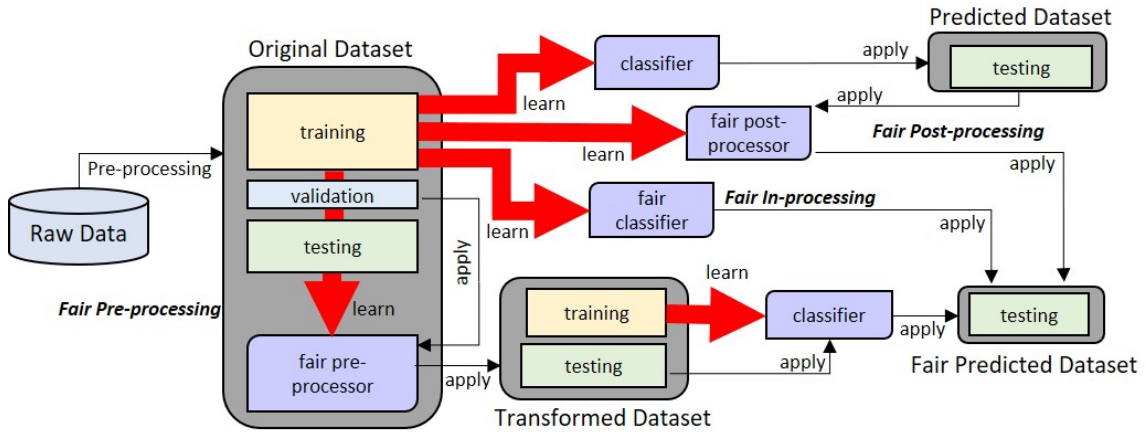 Predicted Dataset
Original Dataset
apply
classifier
testing
learn
apply
training
fair post-
processor
Fair Post-processing
learn
apply
Pre-processing
validation
fair
classifier
Fair In-processing
apply
Raw Data
testing
learn
apply
learn
Fair Pre-processing
learn
training
classifier
apply
testing
fair pre-
processor
apply
testing
apply
Fair Predicted Dataset
Transformed Dataset